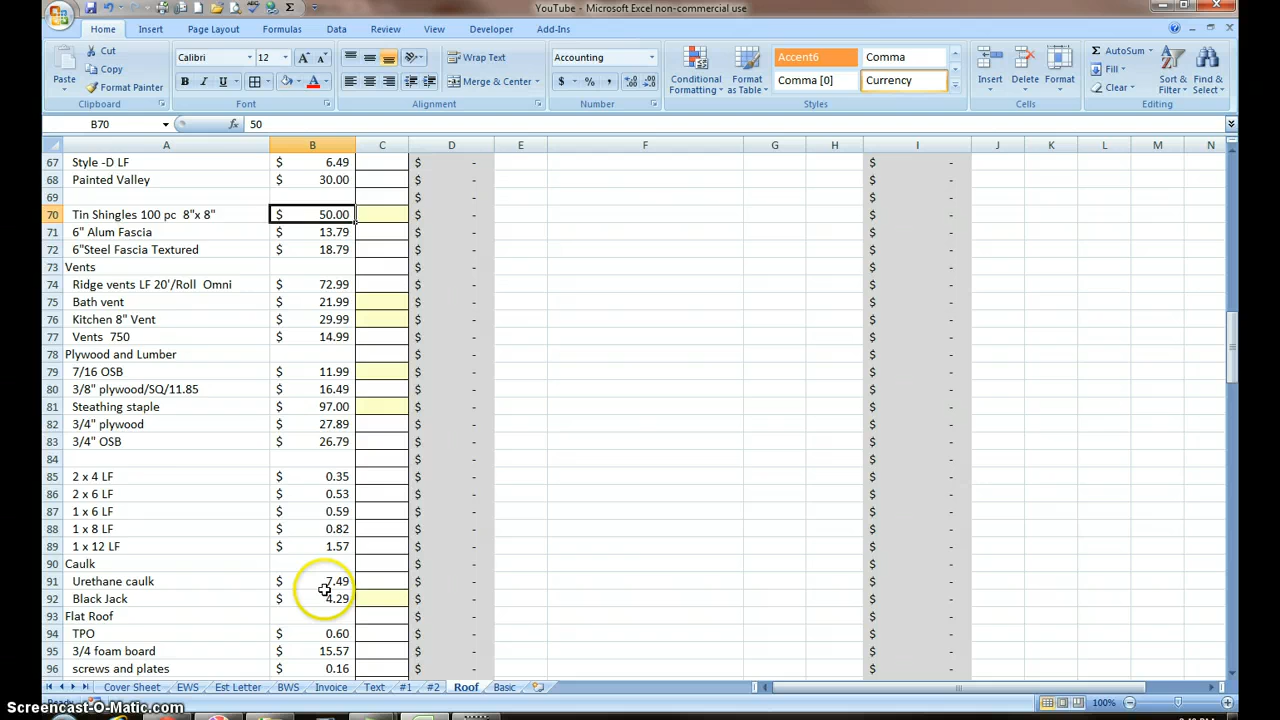 YouTube - Microsoft Excel non-commercial use
Home Insert Page Layout Formulas Data Review View Developer Add-Ins
Cut Calibri 12 Wrap Text Accounting Accent6 Comma AutoSum
Paste Copy Conditional Formatting Format as Table Insert Delete Format Fill Sort & Filter Find & Select
Format Painter B I U Merge & Center $ % , Comma [0] Currency Clear
Clipboard Font Alignment Number Styles Cells Editing
B70 fx 50
A B C D E F G H I J K L M N
67 Style -D LF $ 6.49 $ - $ -
68 Painted Valley $ 30.00 $ - $ -
69 $ - $ -
70 Tin Shingles 100 pc 8"x 8" $ 50.00 $ - $ -
71 6" Alum Fascia $ 13.79 $ - $ -
72 6"Steel Fascia Textured $ 18.79 $ - $ -
73 Vents $ - $ -
74 Ridge vents LF 20'/Roll Omni $ 72.99 $ - $ -
75 Bath vent $ 21.99 $ - $ -
76 Kitchen 8" Vent $ 29.99 $ - $ -
77 Vents 750 $ 14.99 $ - $ -
78 Plywood and Lumber $ - $ -
79 7/16 OSB $ 11.99 $ - $ -
80 3/8" plywood/SQ/11.85 $ 16.49 $ - $ -
81 Steathing staple $ 97.00 $ - $ -
82 3/4" plywood $ 27.89 $ - $ -
83 3/4" OSB $ 26.79 $ - $ -
84 $ - $ -
85 2 x 4 LF $ 0.35 $ - $ -
86 2 x 6 LF $ 0.53 $ - $ -
87 1 x 6 LF $ 0.59 $ - $ -
88 1 x 8 LF $ 0.82 $ - $ -
89 1 x 12 LF $ 1.57 $ - $ -
90 Caulk $ - $ -
91 Urethane caulk $ 7.49 $ - $ -
92 Black Jack $ 4.29 $ - $ -
93 Flat Roof $ - $ -
94 TPO $ 0.60 $ - $ -
95 3/4 foam board $ 15.57 $ - $ -
96 screws and plates $ 0.16 $ - $ -
Cover Sheet EWS Est Letter BWS Invoice Text #1 #2 Roof Basic
100%
Screencast-O-Matic.com